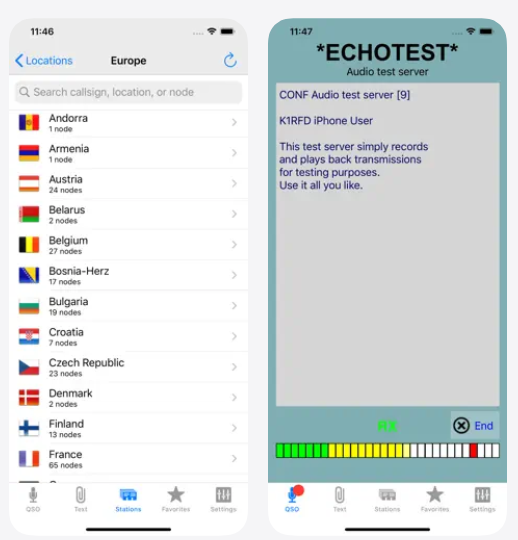 11:46
Locations
Europe
Search callsign, location, or node
Andorra
1 node
Armenia
1 node
Austria
24 nodes
Belarus
2 nodes
Belgium
27 nodes
Bosnia-Herz
17 nodes
Bulgaria
19 nodes
Croatia
7 nodes
Czech Republic
23 nodes
Denmark
2 nodes
Finland
13 nodes
France
65 nodes
QSO
Test
Stations
Favorites
Settings
11:47
*ECHOTEST*
Audio test server
CONF Audio test server [9]
K1RFD iPhone User
This test server simply records
and plays back transmissions
for testing purposes.
Use it all you like.
RX
End
QSO
Test
Stations
Favorites
Settings